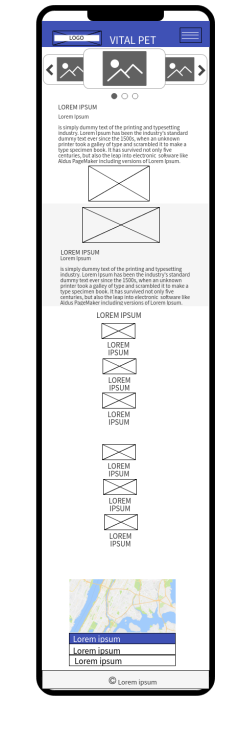 LOGO
VITAL PET
LOREM IPSUM
Lorem ipsum
is simply dummy text of the printing and typesetting
industry. Lorem Ipsum has been the industry's standard
dummy text ever since the 1500s, when an unknown
printer took a galley of type and scrambled it to make a
type specimen book. It has survived not only five
centuries, but also the leap into electronic software like
Aldus PageMaker including versions of Lorem Ipsum.
LOREM IPSUM
Lorem ipsum
is simply dummy text of the printing and typesetting
industry. Lorem Ipsum has been the industry's standard
dummy text ever since the 1500s, when an unknown
printer took a galley of type and scrambled it to make a
type specimen book. It has survived not only five
centuries, but also the leap into electronic software like
Aldus PageMaker including versions of Lorem Ipsum.
LOREM IPSUM
LOREM
IPSUM
LOREM
IPSUM
LOREM
IPSUM
LOREM
IPSUM
LOREM
IPSUM
LOREM
IPSUM
Lorem ipsum
Lorem ipsum
Lorem ipsum
© Lorem ipsum